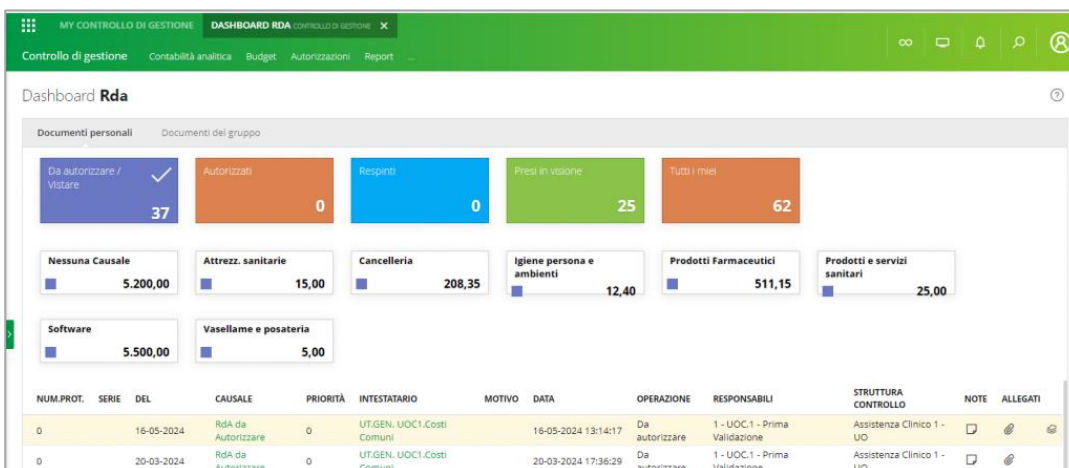 MY CONTROLLO DI GESTIONE DASHBOARD RDA CONTROLLO DI GESTIONE X
Controllo di gestione Contabilità analitica Budget Autorizzazioni Report ...
Dashboard Rda
Documenti personali Documenti del gruppo
Da autorizzare / Autorizzati Respinti Presi in visione Tutti i miei
Vistare
37 0 0 25 62
Nessuna Causale Attrezz. sanitarie Cancelleria Igiene persona e Prodotti Farmaceutici Prodotti e servizi
ambienti sanitari
5.200,00 15,00 208,35 12,40 511,15 25,00
Software Vasellame e posateria
5.500,00 5,00
NUM.PROT. SERIE DEL CAUSALE PRIORITÀ INTESTATARIO MOTIVO DATA OPERAZIONE RESPONSABILI STRUTTURA CONTROLLO NOTE ALLEGATI
0 16-05-2024 RdA da Autorizzare 0 UT.GEN. UOC1.Costi Comuni 16-05-2024 13:14:17 Da autorizzare 1 - UOC.1 - Prima Validazione Assistenza Clinico 1 - UO
0 20-03-2024 RdA da Autorizzare 0 UT.GEN. UOC1.Costi Comuni 20-03-2024 17:36:29 Da autorizzare 1 - UOC.1 - Prima Validazione Assistenza Clinico 1 - UO